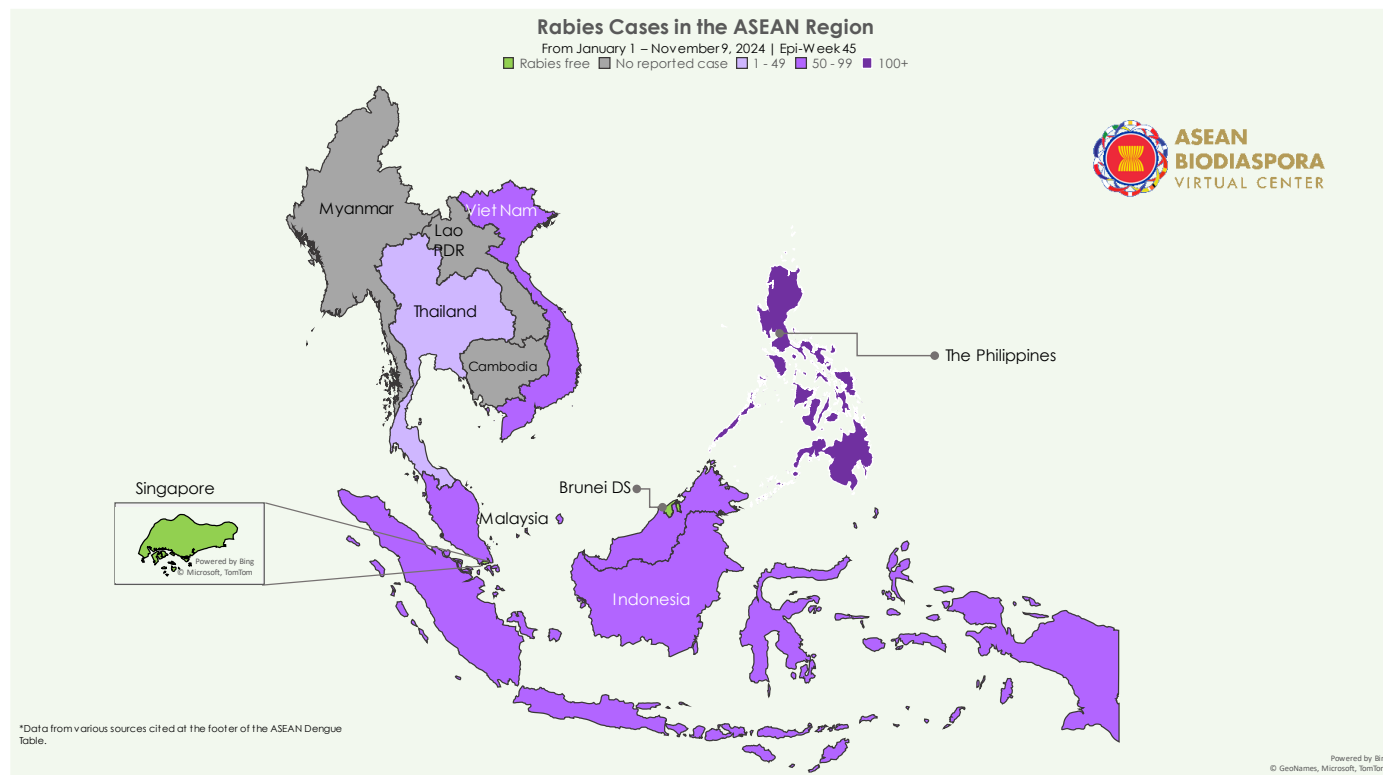 Rabies Cases in the ASEAN Region
From January 1 – November 9, 2024 | Epi-Week 45
Rabies free No reported case 1 - 49 50 - 99 100+
ASEAN
BIODIASPORA
VIRTUAL CENTER
Myanmar
Viet Nam
Lao
PDR
Thailand
Cambodia
The Philippines
Singapore
Brunei DS
Malaysia
Powered by Bing
© Microsoft, TomTom
Indonesia
*Data from various sources cited at the footer of the ASEAN Dengue
Table.
Powered by Bin
© GeoNames, Microsoft, TomTom